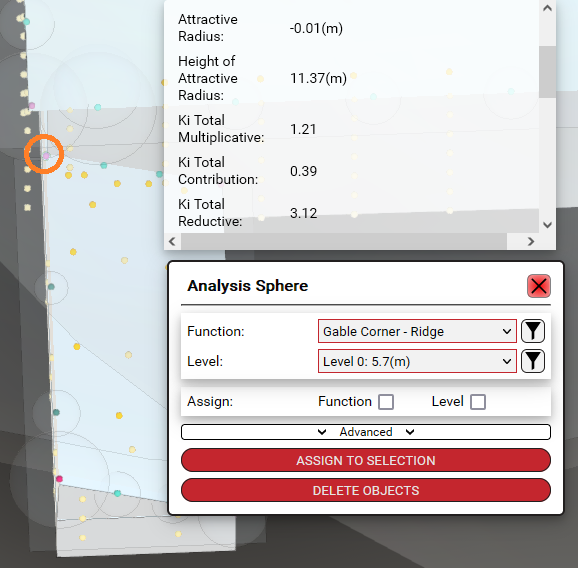 Attractive
Radius:
-0.01(m)
Height of
Attractive
Radius:
11.37(m)
Ki Total
Multiplicative:
1.21
Ki Total
Contribution:
0.39
Ki Total
Reductive:
3.12
Analysis Sphere
Function:
Gable Corner - Ridge
Level:
Level 0: 5.7(m)
Assign:
Function
Level
Advanced
ASSIGN TO SELECTION
DELETE OBJECTS